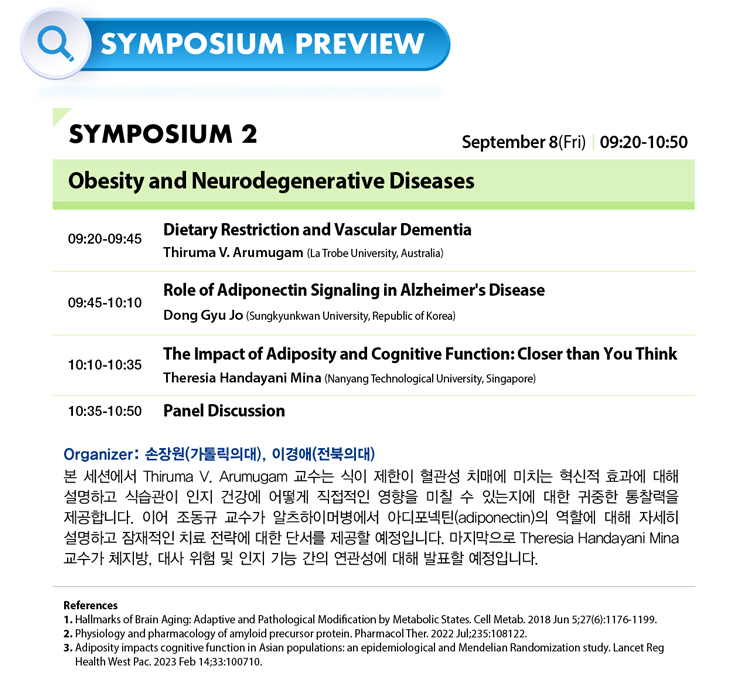 SYMPOSIUM PREVIEW
SYMPOSIUM 2
September 8(Fri) | 09:20-10:50
Obesity and Neurodegenerative Diseases
09:20-09:45
Dietary Restriction and Vascular Dementia
Thiruma V. Arumugam (La Trobe University, Australia)
09:45-10:10
Role of Adiponectin Signaling in Alzheimer's Disease
Dong Gyu Jo (Sungkyunkwan University, Republic of Korea)
10:10-10:35
The Impact of Adiposity and Cognitive Function: Closer than You Think
Theresia Handayani Mina (Nanyang Technological University, Singapore)
10:35-10:50
Panel Discussion
Organizer: 손장원(가톨릭의대), 이경애(전북의대)
본 세션에서 Thiruma V. Arumugam 교수는 식이 제한이 혈관성 치매에 미치는 혁신적 효과에 대해
설명하고 식습관이 인지 건강에 어떻게 직접적인 영향을 미칠 수 있는지에 대한 귀중한 통찰력을
제공합니다. 이어 조동규 교수가 알츠하이머병에서 아디포넥틴(adiponectin)의 역할에 대해 자세히
설명하고 잠재적인 치료 전략에 대한 단서를 제공할 예정입니다. 마지막으로 Theresia Handayani Mina
교수가 체지방, 대사 위험 및 인지 기능 간의 연관성에 대해 발표할 예정입니다.
References
1. Hallmarks of Brain Aging: Adaptive and Pathological Modification by Metabolic States. Cell Metab. 2018 Jun 5;27(6):1176-1199.
2. Physiology and pharmacology of amyloid precursor protein. Pharmacol Ther. 2022 Jul;235:108122.
3. Adiposity impacts cognitive function in Asian populations: an epidemiological and Mendelian Randomization study. Lancet Reg
Health West Pac. 2023 Feb 14;33:100710.